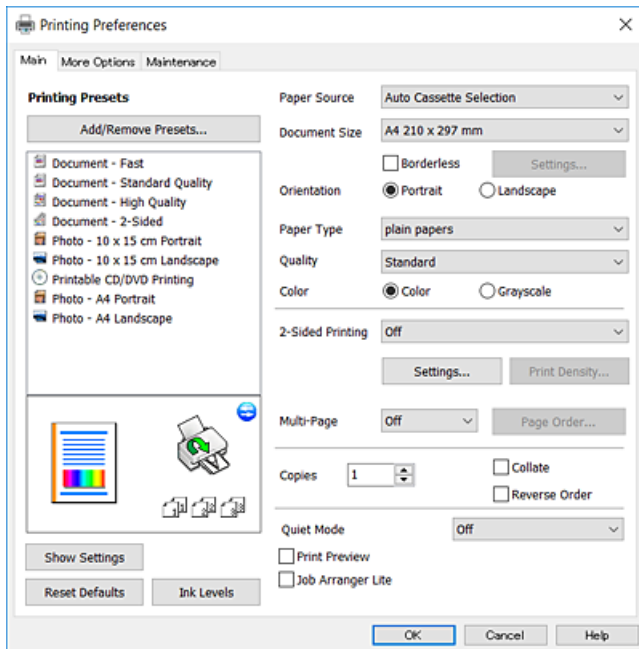 Printing Preferences
Main More Options Maintenance
Printing Presets
Add/Remove Presets...
Document - Fast
Document - Standard Quality
Document - High Quality
Document - 2-Sided
Photo - 10 x 15 cm Portrait
Photo - 10 x 15 cm Landscape
Printable CD/DVD Printing
Photo - A4 Portrait
Photo - A4 Landscape
Show Settings
Reset Defaults Ink Levels
Paper Source Auto Cassette Selection
Document Size A4 210 x 297 mm
Borderless Settings...
Orientation Portrait Landscape
Paper Type plain papers
Quality Standard
Color Color Grayscale
2-Sided Printing Off
Settings... Print Density...
Multi-Page Off Page Order...
Copies 1 Collate
Reverse Order
Quiet Mode Off
Print Preview
Job Arranger Lite
OK Cancel Help